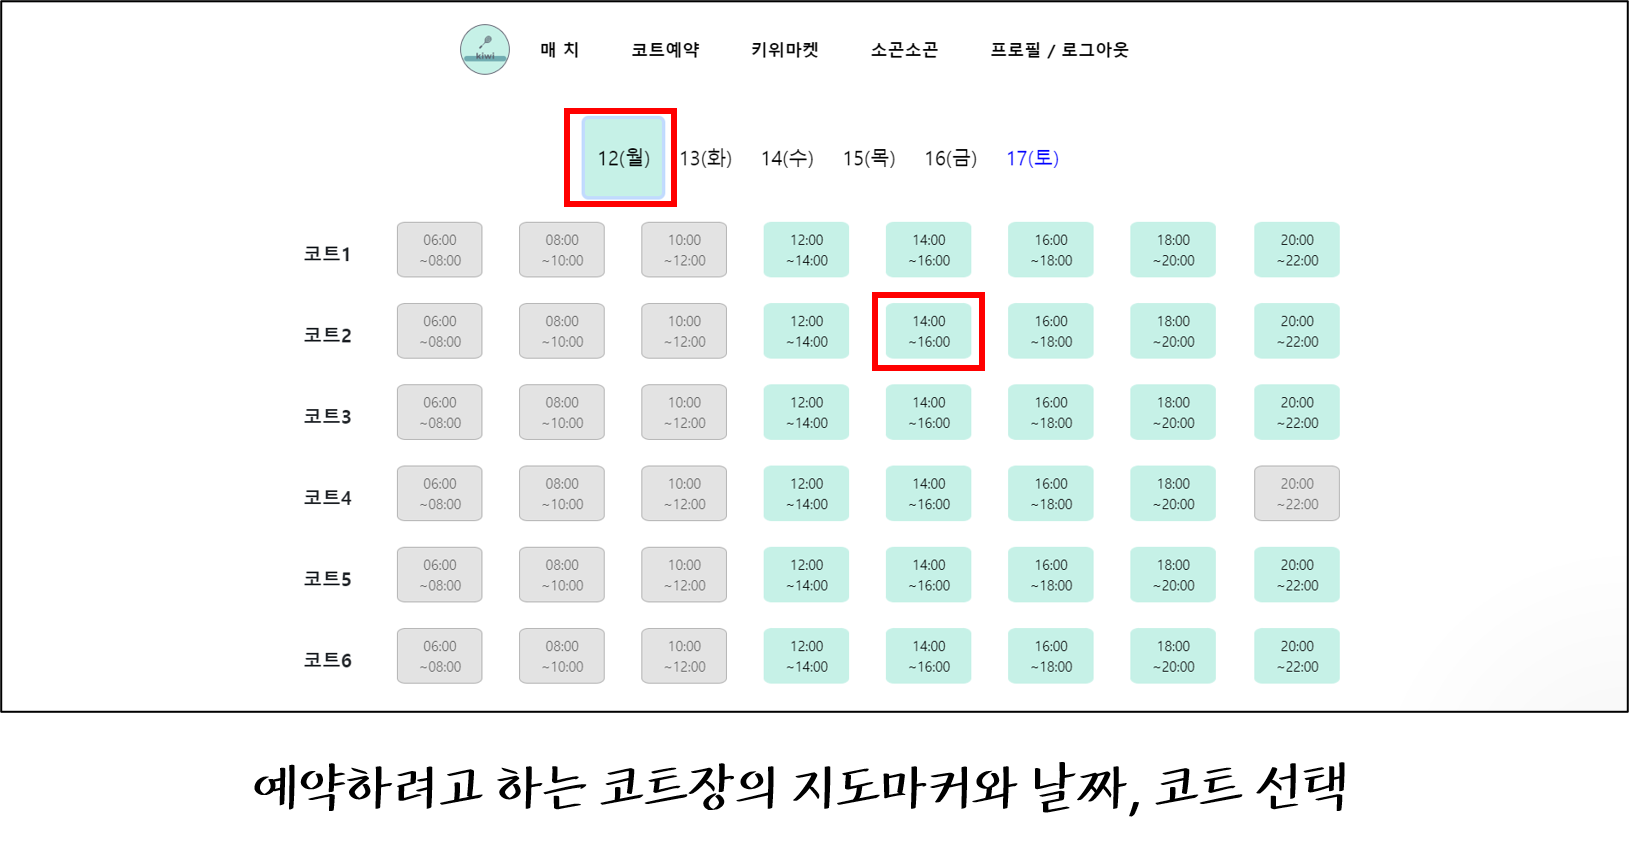 kiwi 매 치 코트예약 키위마켓 소곤소곤 프로필 / 로그아웃
12(월) 13(화) 14(수) 15(목) 16(금) 17(토)
코트1 06:00 ~08:00 08:00 ~10:00 10:00 ~12:00 12:00 ~14:00 14:00 ~16:00 16:00 ~18:00 18:00 ~20:00 20:00 ~22:00
코트2 06:00 ~08:00 08:00 ~10:00 10:00 ~12:00 12:00 ~14:00 14:00 ~16:00 16:00 ~18:00 18:00 ~20:00 20:00 ~22:00
코트3 06:00 ~08:00 08:00 ~10:00 10:00 ~12:00 12:00 ~14:00 14:00 ~16:00 16:00 ~18:00 18:00 ~20:00 20:00 ~22:00
코트4 06:00 ~08:00 08:00 ~10:00 10:00 ~12:00 12:00 ~14:00 14:00 ~16:00 16:00 ~18:00 18:00 ~20:00 20:00 ~22:00
코트5 06:00 ~08:00 08:00 ~10:00 10:00 ~12:00 12:00 ~14:00 14:00 ~16:00 16:00 ~18:00 18:00 ~20:00 20:00 ~22:00
코트6 06:00 ~08:00 08:00 ~10:00 10:00 ~12:00 12:00 ~14:00 14:00 ~16:00 16:00 ~18:00 18:00 ~20:00 20:00 ~22:00
예약하려고 하는 코트장의 지도마커와 날짜, 코트 선택